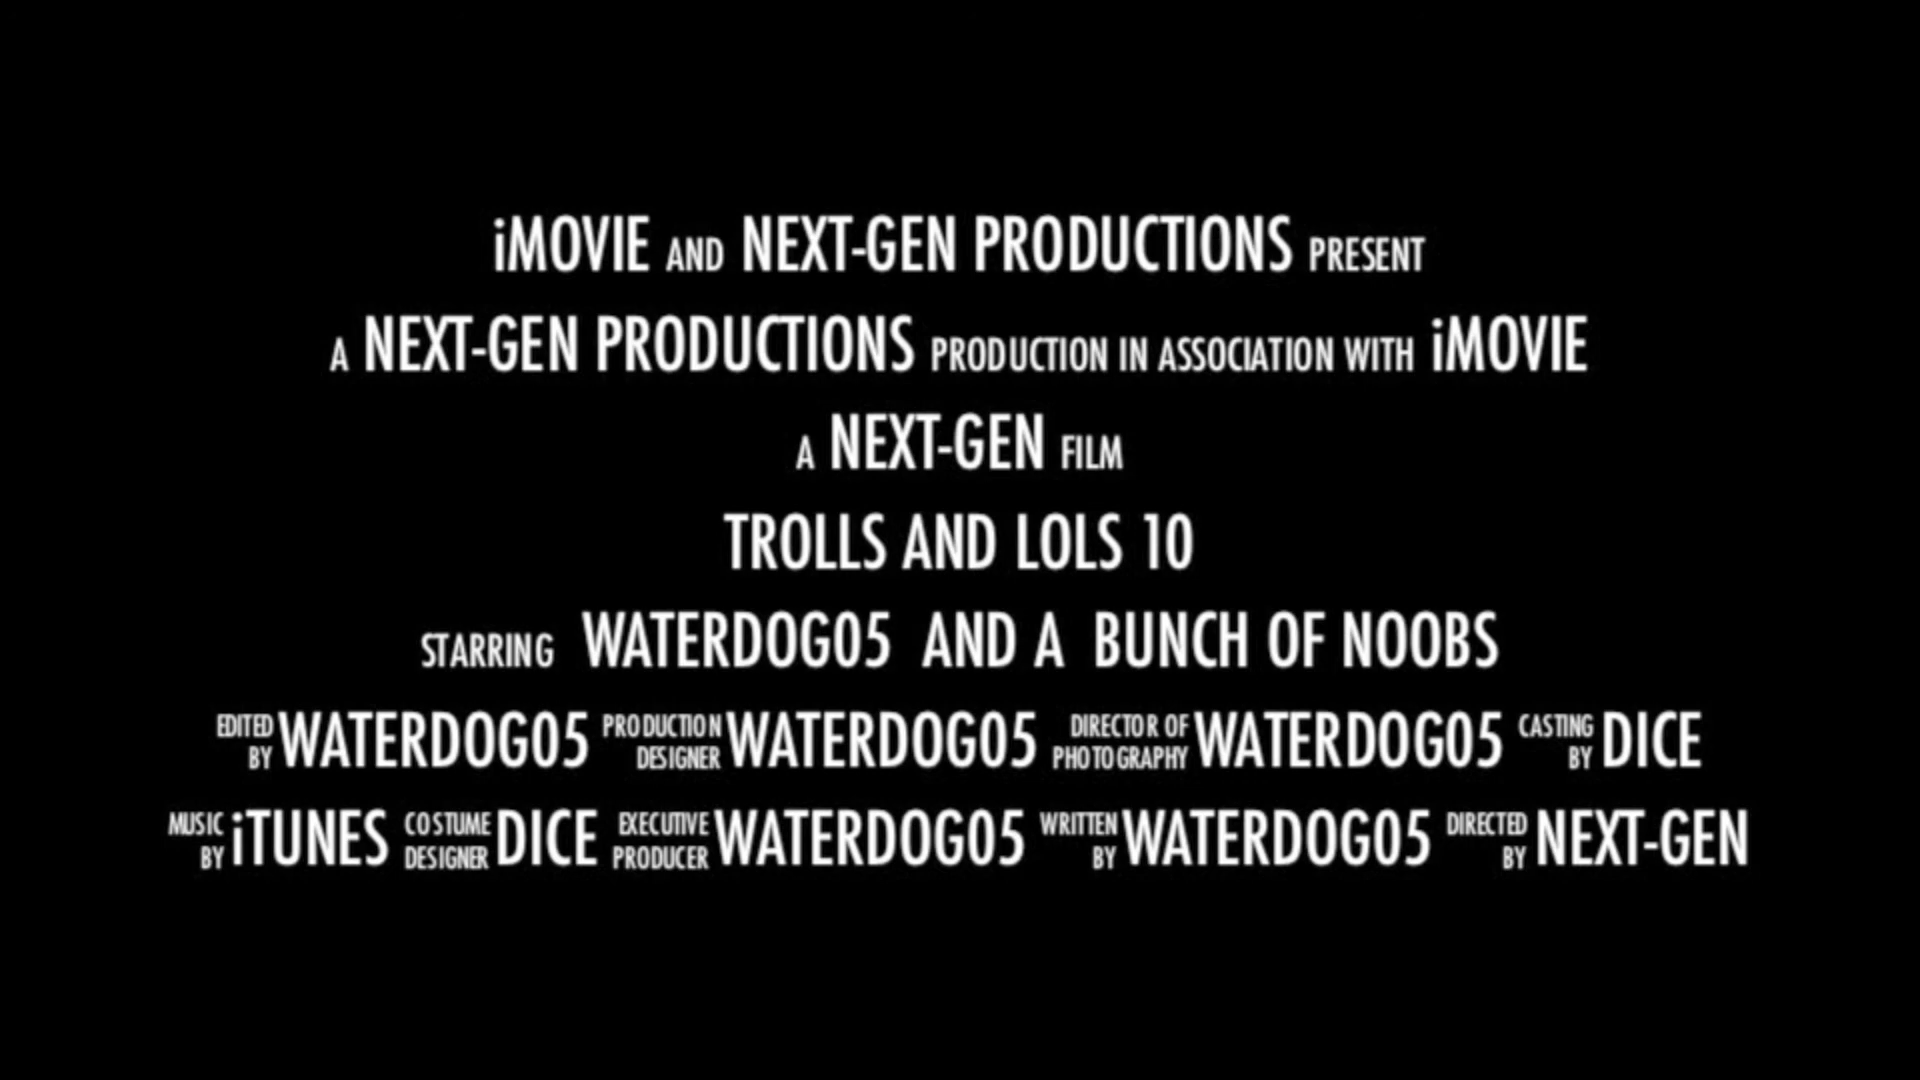 iMOVIE AND NEXT-GEN PRODUCTIONS PRESENT
A NEXT-GEN PRODUCTIONS PRODUCTION IN ASSOCIATION WITH iMOVIE
A NEXT-GEN FILM
TROLLS AND LOLS 10
STARRING WATERDOG05 AND A BUNCH OF NOOBS
EDITED BY WATERDOG05 PRODUCTION DESIGNER WATERDOG05 DIRECTOR OF PHOTOGRAPHY WATERDOG05 CASTING BY DICE
MUSIC BY iTUNES COSTUME DESIGNER DICE EXECUTIVE PRODUCER WATERDOG05 WRITTEN BY WATERDOG05 DIRECTED BY NEXT-GEN